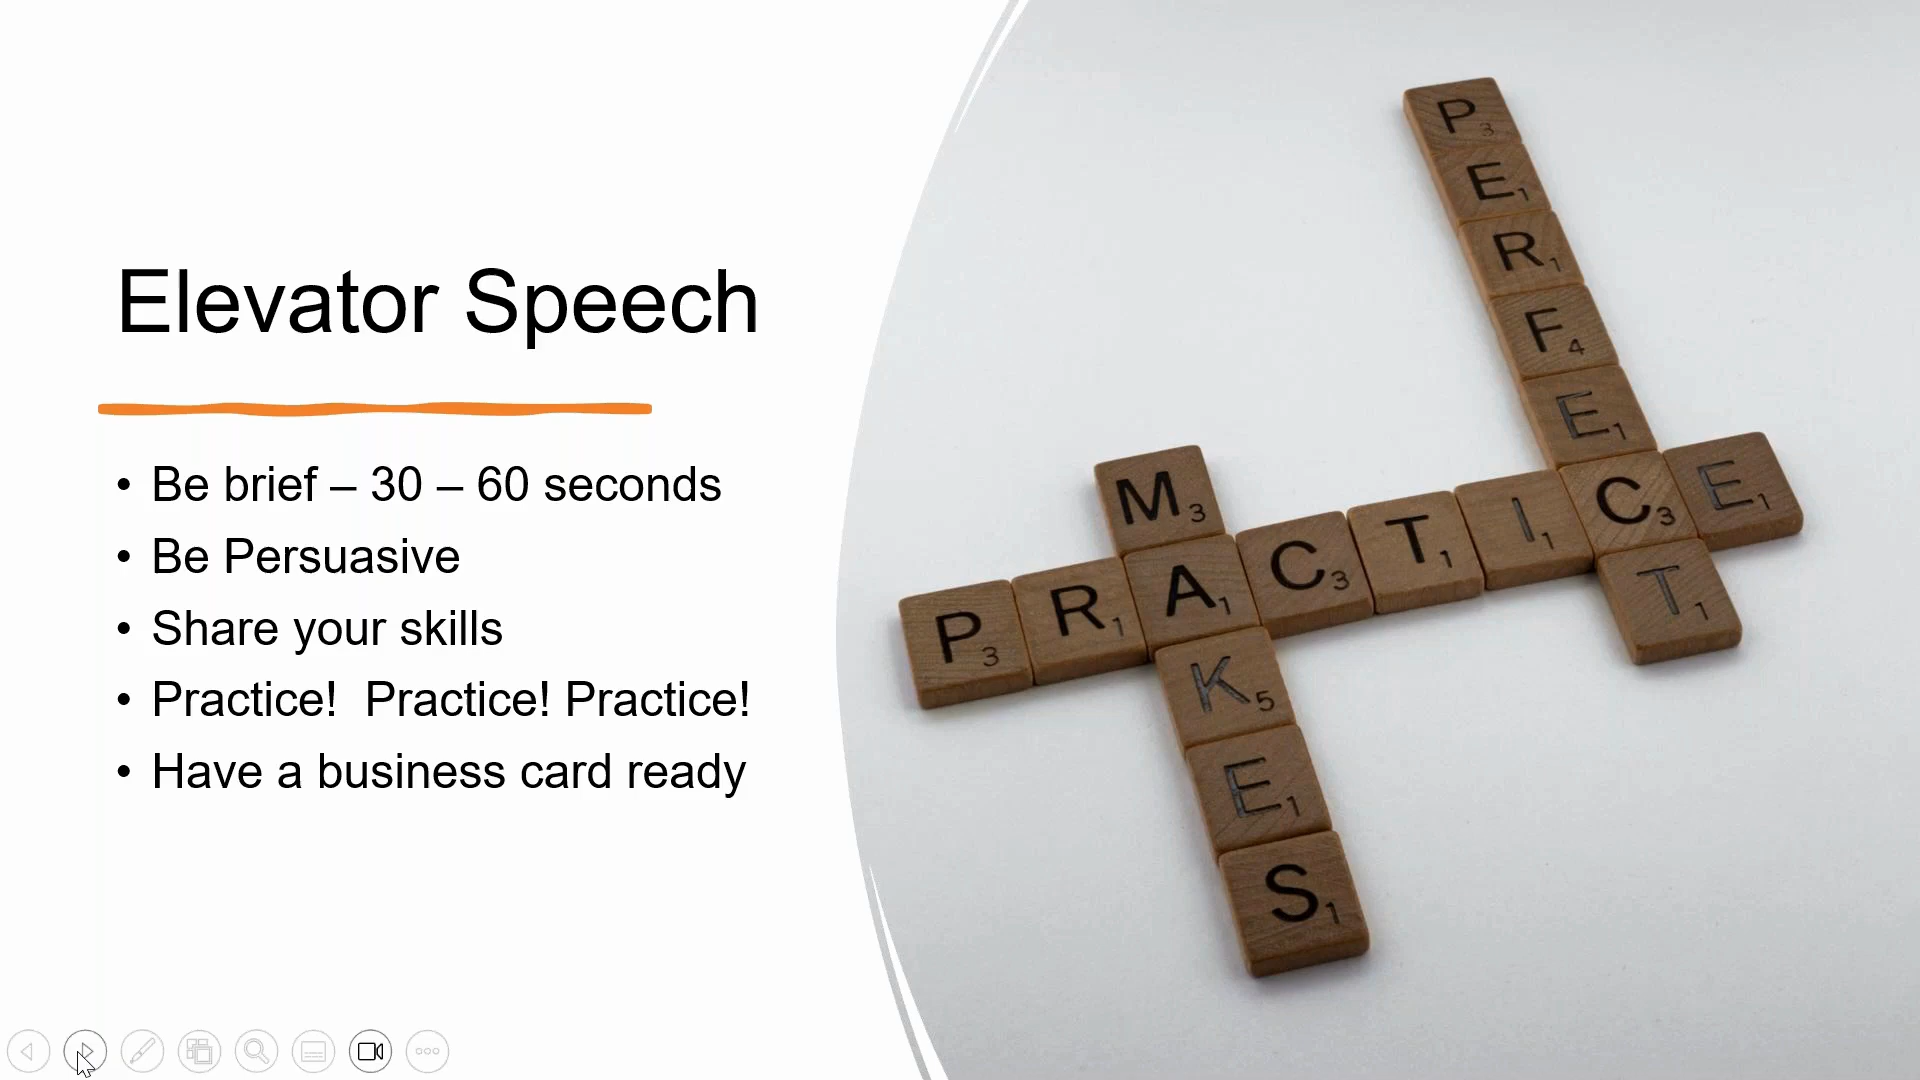 Elevator Speech
• Be brief – 30 – 60 seconds
• Be Persuasive
• Share your skills
• Practice!  Practice! Practice!
• Have a business card ready
PRACTICE
MAKES
PERFECT